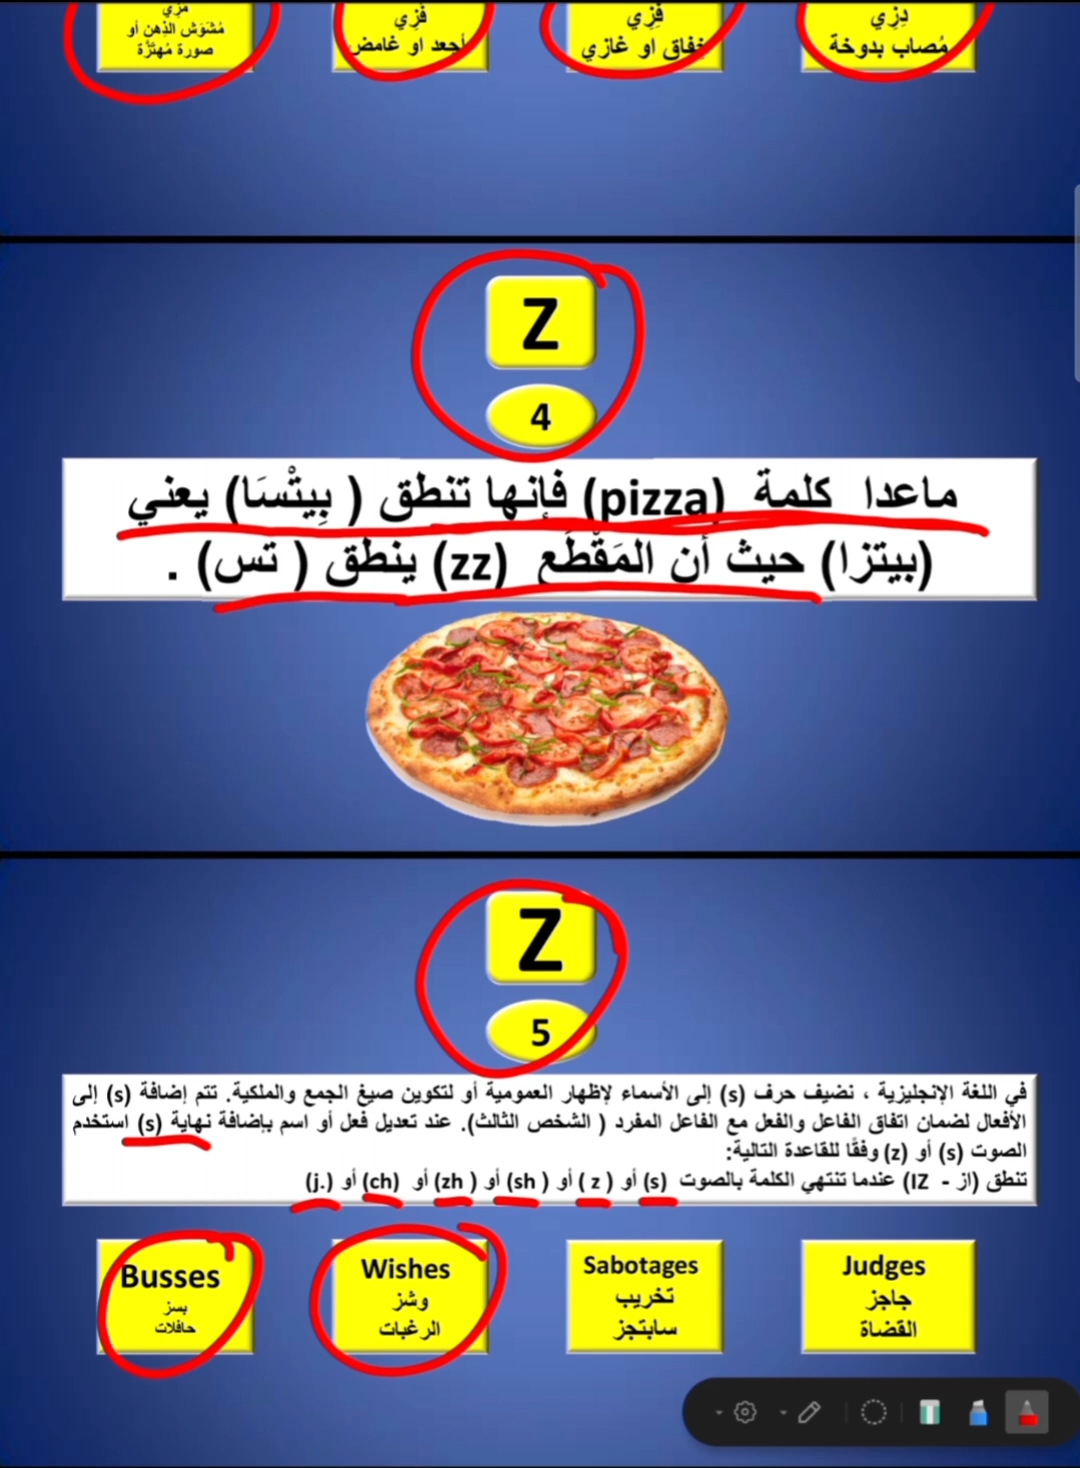 دِزِي
مُصاب بدوخة
فِزِي
خفاق او غازي
فَزِي
أجعد او غامض
مزي
مُشوَش الذِهن أو
صورة مُهتزَّة
Z
4
ماعدا كلمة (pizza) فإنها تنطق ( بِيتْسَا) يعني
(بيتزا) حيث أن المَقْطَع (zz) ينطق ( تس) .
Z
5
في اللغة الإنجليزية ، نضيف حرف (s) إلى الأسماء لإظهار العمومية أو لتكوين صيغ الجمع والملكية. تتم إضافة (s) إلى
الأفعال لضمان اتفاق الفاعل والفعل مع الفاعل المفرد ( الشخص الثالث). عند تعديل فعل أو اسم بإضافة نهاية (s) استخدم
الصوت (s) أو (z) وفقًا للقاعدة التالية:
تنطق (از - IZ) عندما تنتهي الكلمة بالصوت (s) أو ( z ) أو (sh ) أو (zh ) أو (ch) أو (j.)
Judges
جاجز
القضاة
Sabotages
تخريب
سابتجز
Wishes
وشز
الرغبات
Busses
بسز
حافلات